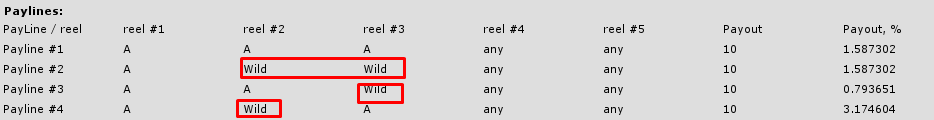 Paylines:
PayLine / reel reel #1 reel #2 reel #3 reel #4 reel #5 Payout Payout, %
Payline #1 A A A any any 10 1.587302
Payline #2 A Wild Wild any any 10 1.587302
Payline #3 A A Wild any any 10 0.793651
Payline #4 A Wild A any any 10 3.174604